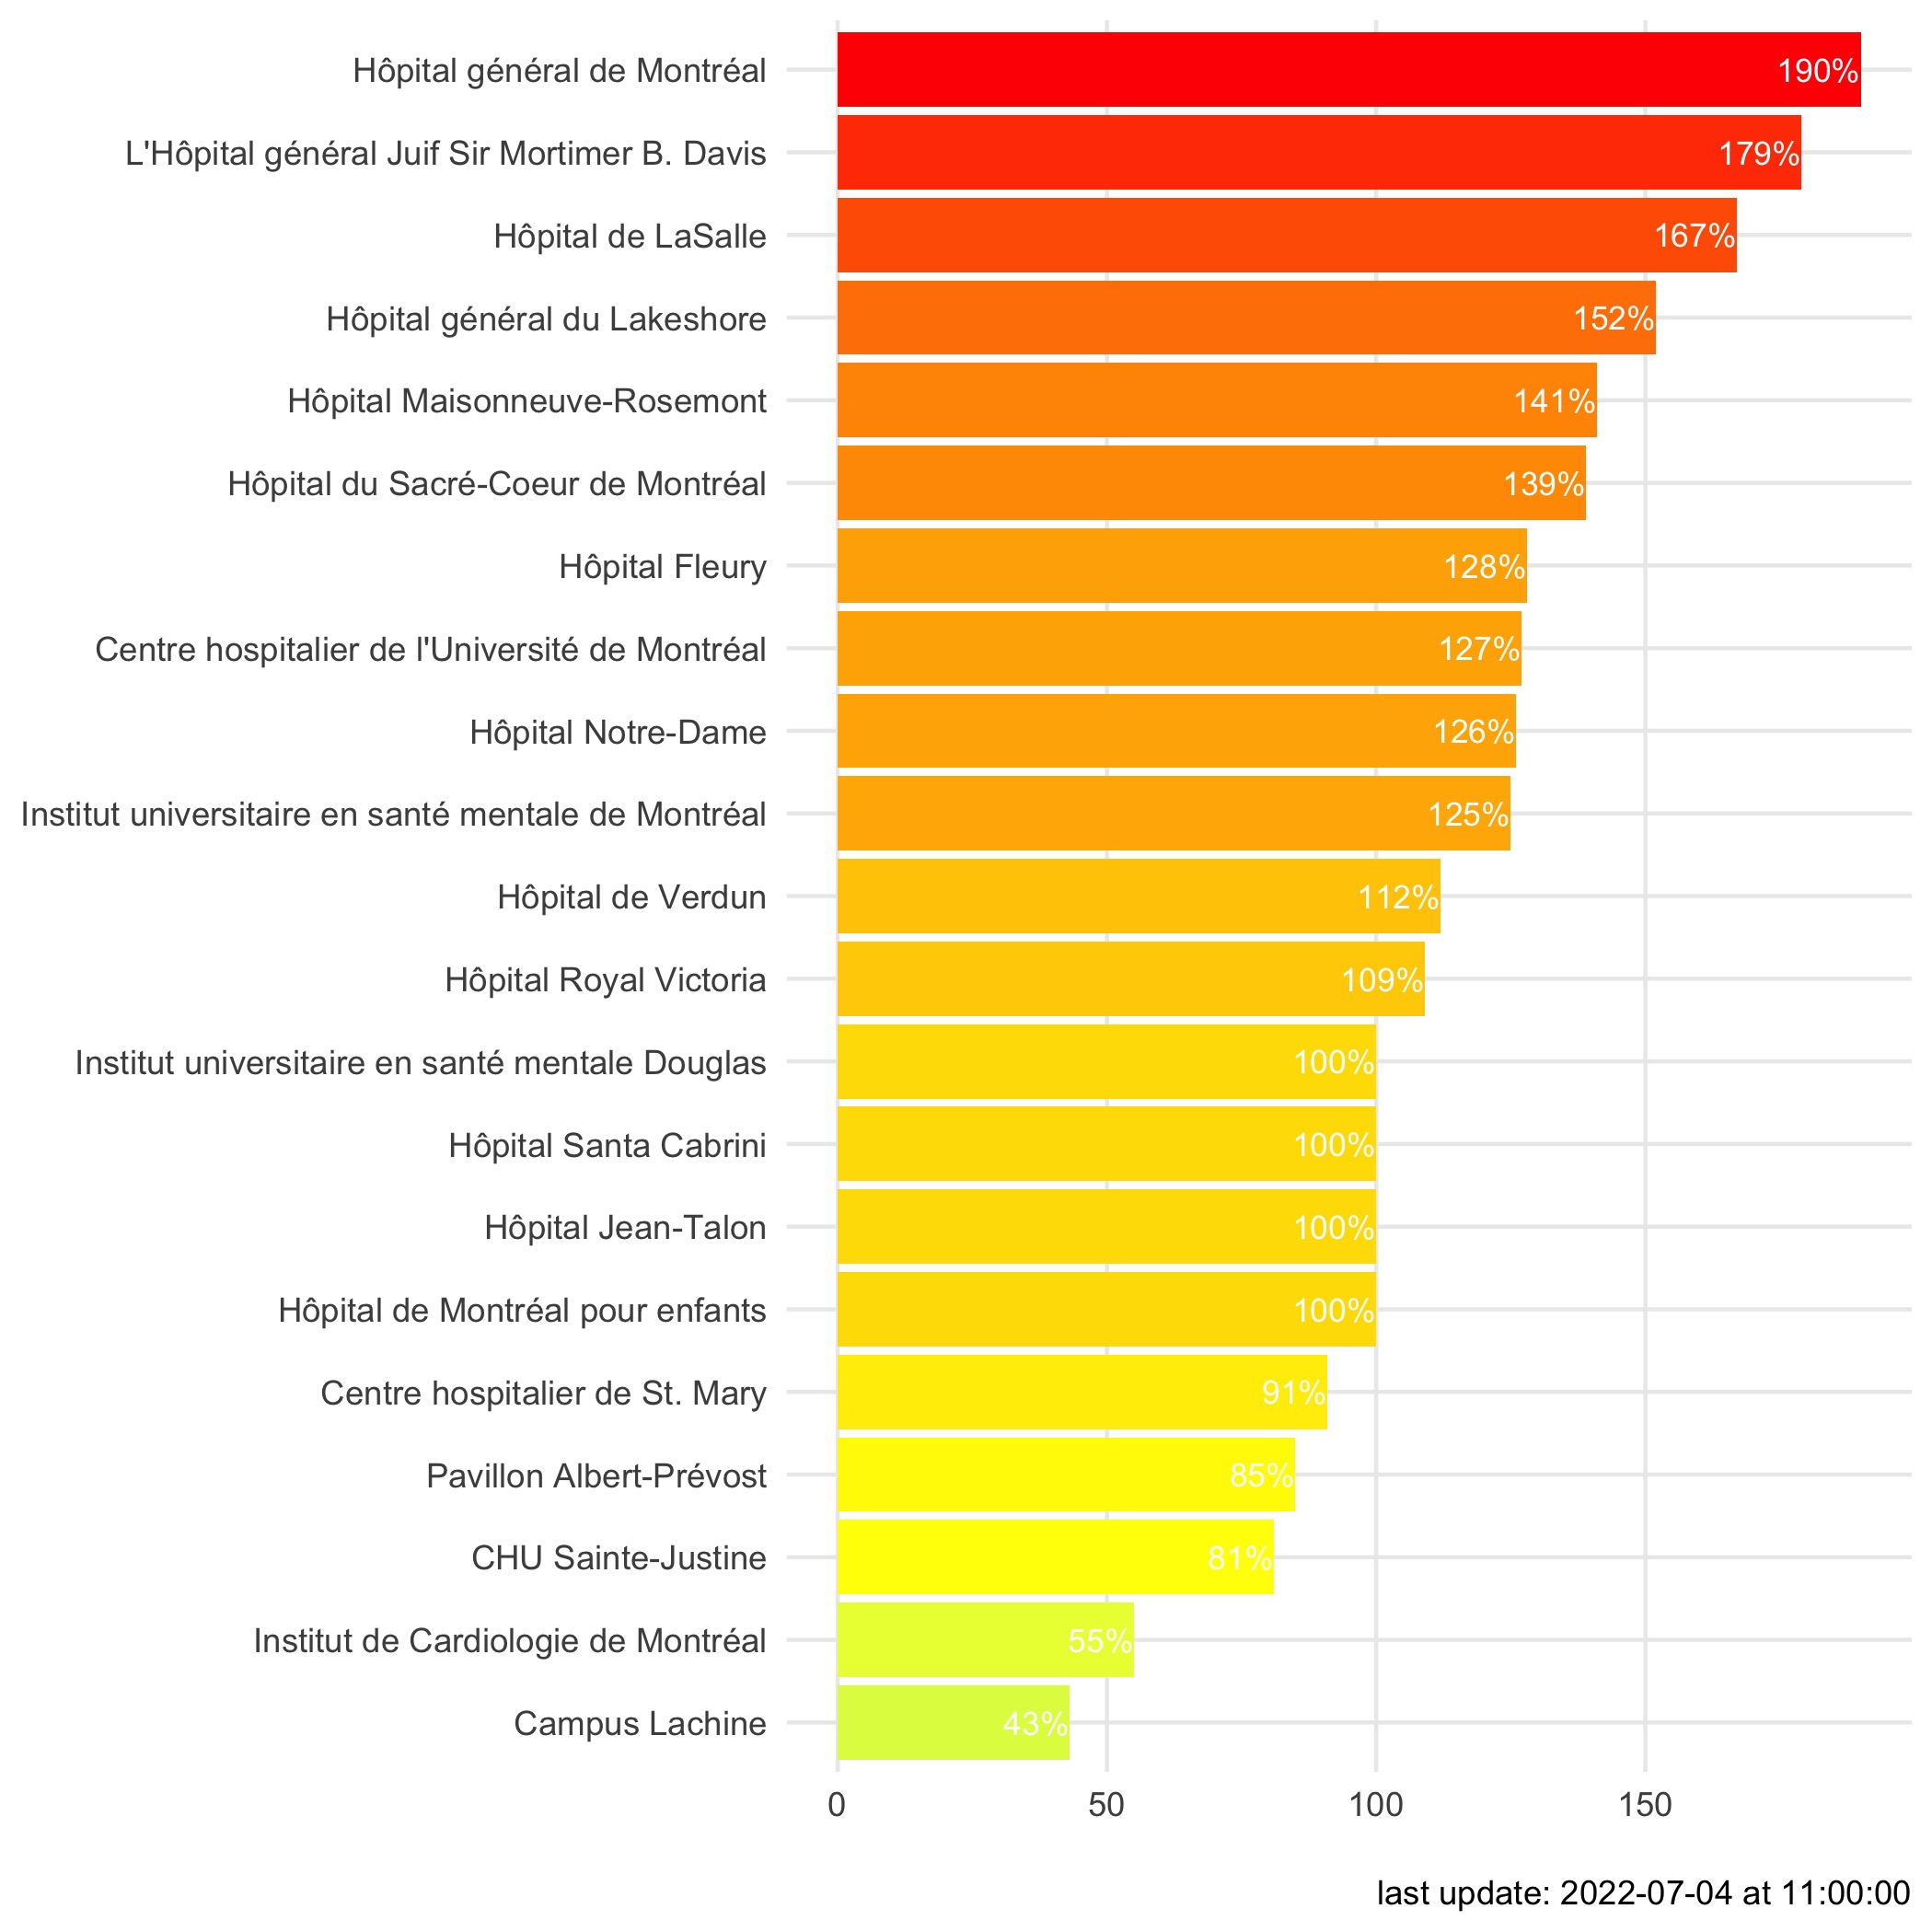 Hôpital général de Montréal 190%
L'Hôpital général Juif Sir Mortimer B. Davis 179%
Hôpital de LaSalle 167%
Hôpital général du Lakeshore 152%
Hôpital Maisonneuve-Rosemont 141%
Hôpital du Sacré-Coeur de Montréal 139%
Hôpital Fleury 128%
Centre hospitalier de l'Université de Montréal 127%
Hôpital Notre-Dame 126%
Institut universitaire en santé mentale de Montréal 125%
Hôpital de Verdun 112%
Hôpital Royal Victoria 109%
Institut universitaire en santé mentale Douglas 100%
Hôpital Santa Cabrini 100%
Hôpital Jean-Talon 100%
Hôpital de Montréal pour enfants 100%
Centre hospitalier de St. Mary 91%
Pavillon Albert-Prévost 85%
CHU Sainte-Justine 81%
Institut de Cardiologie de Montréal 55%
Campus Lachine 43%
0 50 100 150
last update: 2022-07-04 at 11:00:00